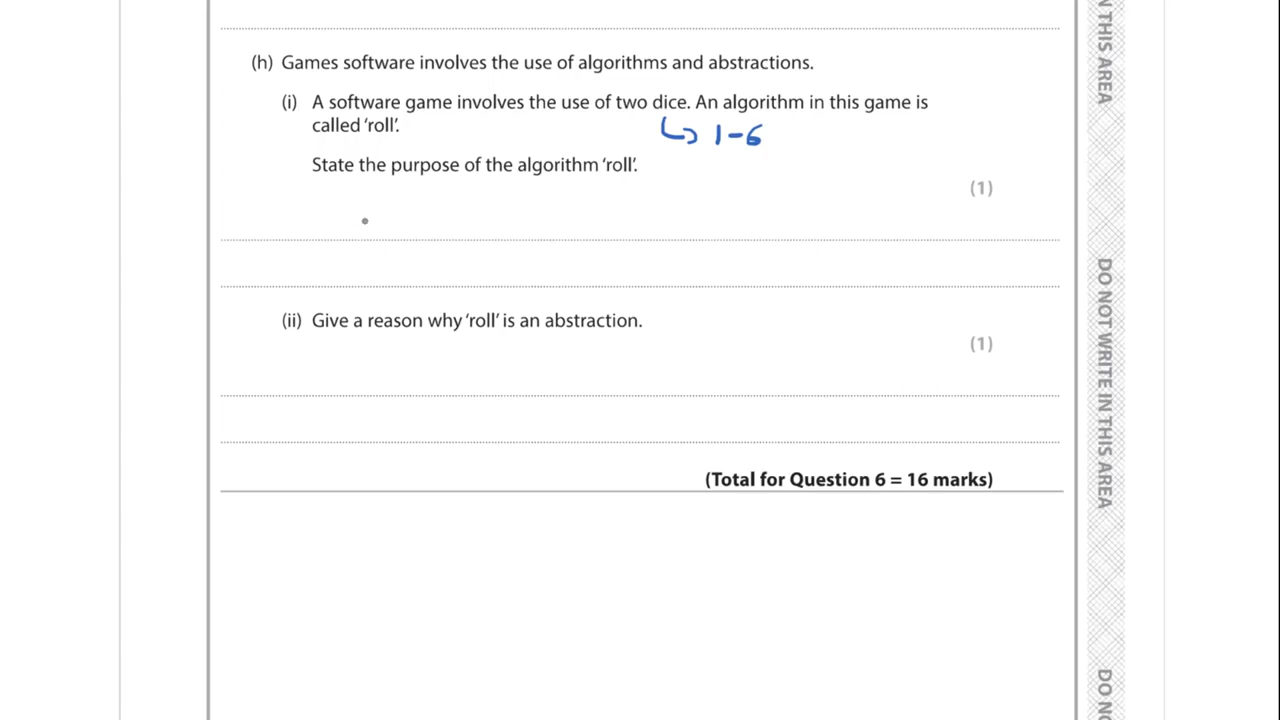 (h) Games software involves the use of algorithms and abstractions.
(i) A software game involves the use of two dice. An algorithm in this game is
called ‘roll’.
1-6
State the purpose of the algorithm ‘roll’.
(1)
(ii) Give a reason why ‘roll’ is an abstraction.
(1)
(Total for Question 6 = 16 marks)
N THIS AREA
DO NOT WRITE IN THIS AREA
DO NO